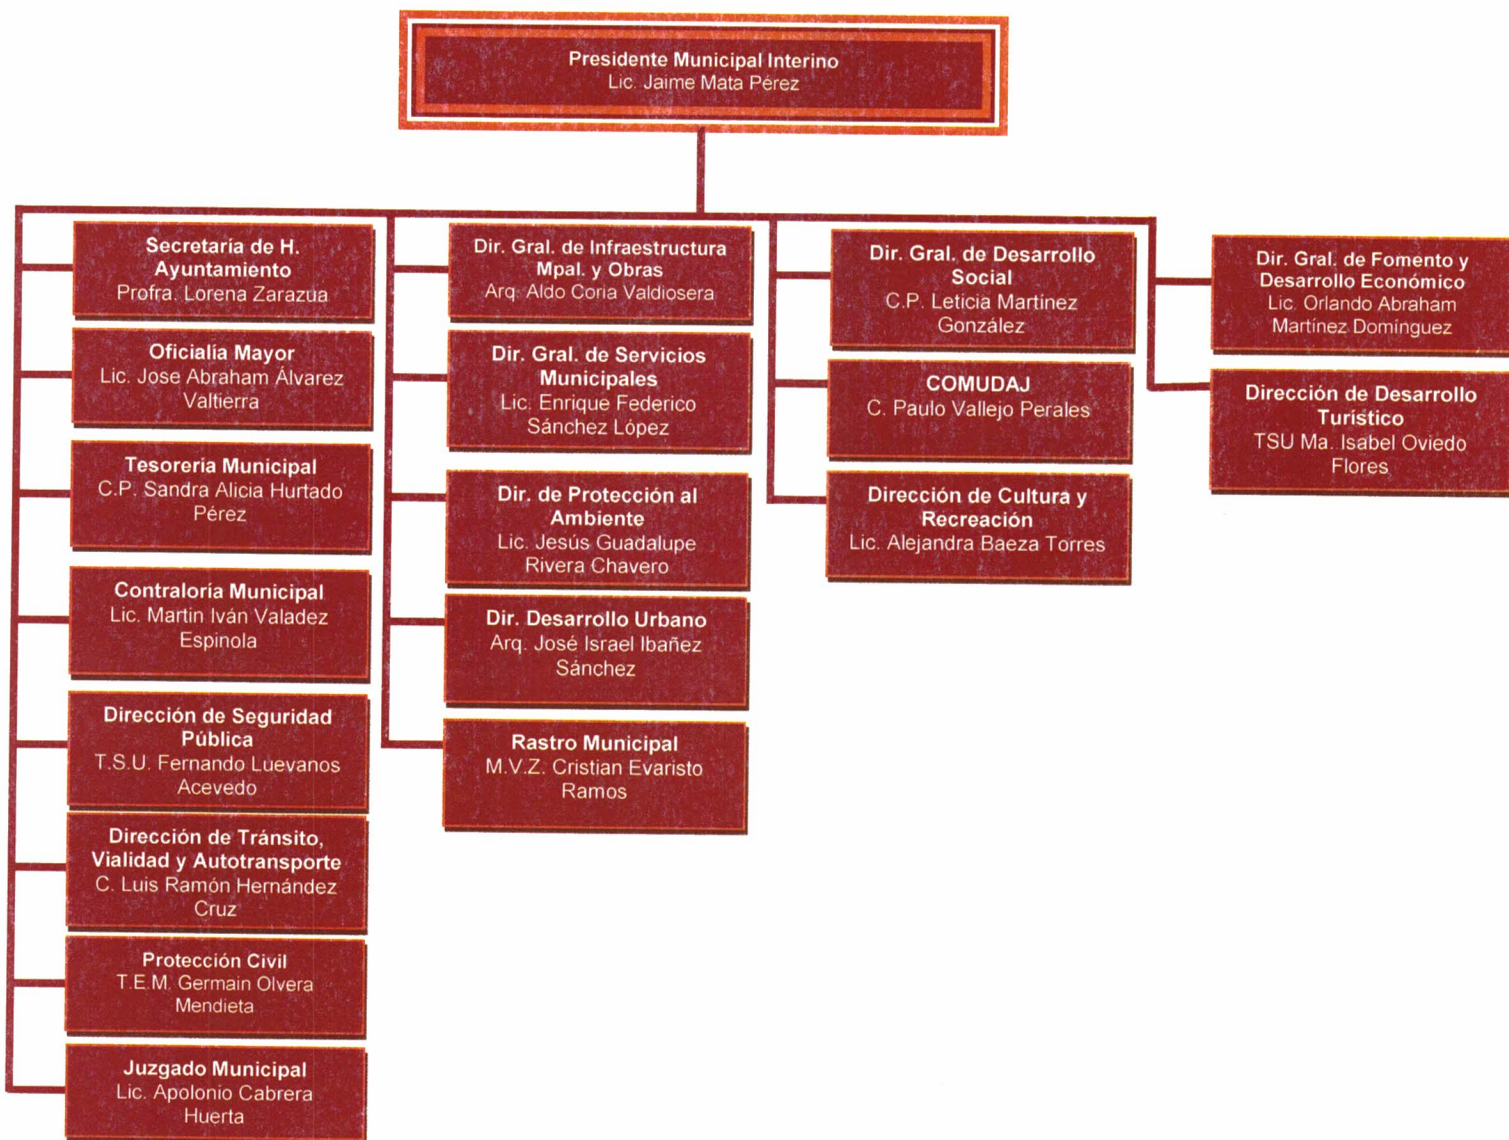 Presidente Municipal Interino
Lic. Jaime Mata Pérez
Secretaría de H.
Ayuntamiento
Profra. Lorena Zarazua
Oficialía Mayor
Lic. Jose Abraham Álvarez
Valtierra
Tesorería Municipal
C.P. Sandra Alicia Hurtado
Pérez
Contraloría Municipal
Lic. Martin Iván Valadez
Espinola
Dirección de Seguridad
Pública
T.S.U. Fernando Luevanos
Acevedo
Dirección de Tránsito,
Vialidad y Autotransporte
C. Luis Ramón Hernández
Cruz
Protección Civil
T.E.M. Germain Olvera
Mendieta
Juzgado Municipal
Lic. Apolonio Cabrera
Huerta
Dir. Gral. de Infraestructura
Mpal. y Obras
Arq. Aldo Coria Valdiosera
Dir. Gral. de Servicios
Municipales
Lic. Enrique Federico
Sánchez López
Dir. de Protección al
Ambiente
Lic. Jesús Guadalupe
Rivera Chavero
Dir. Desarrollo Urbano
Arq. José Israel Ibañez
Sánchez
Rastro Municipal
M.V.Z. Cristian Evaristo
Ramos
Dir. Gral. de Desarrollo
Social
C.P. Leticia Martinez
González
COMUDAJ
C. Paulo Vallejo Perales
Dirección de Cultura y
Recreación
Lic. Alejandra Baeza Torres
Dir. Gral. de Fomento y
Desarrollo Económico
Lic. Orlando Abraham
Martínez Domínguez
Dirección de Desarrollo
Turístico
TSU Ma. Isabel Oviedo
Flores